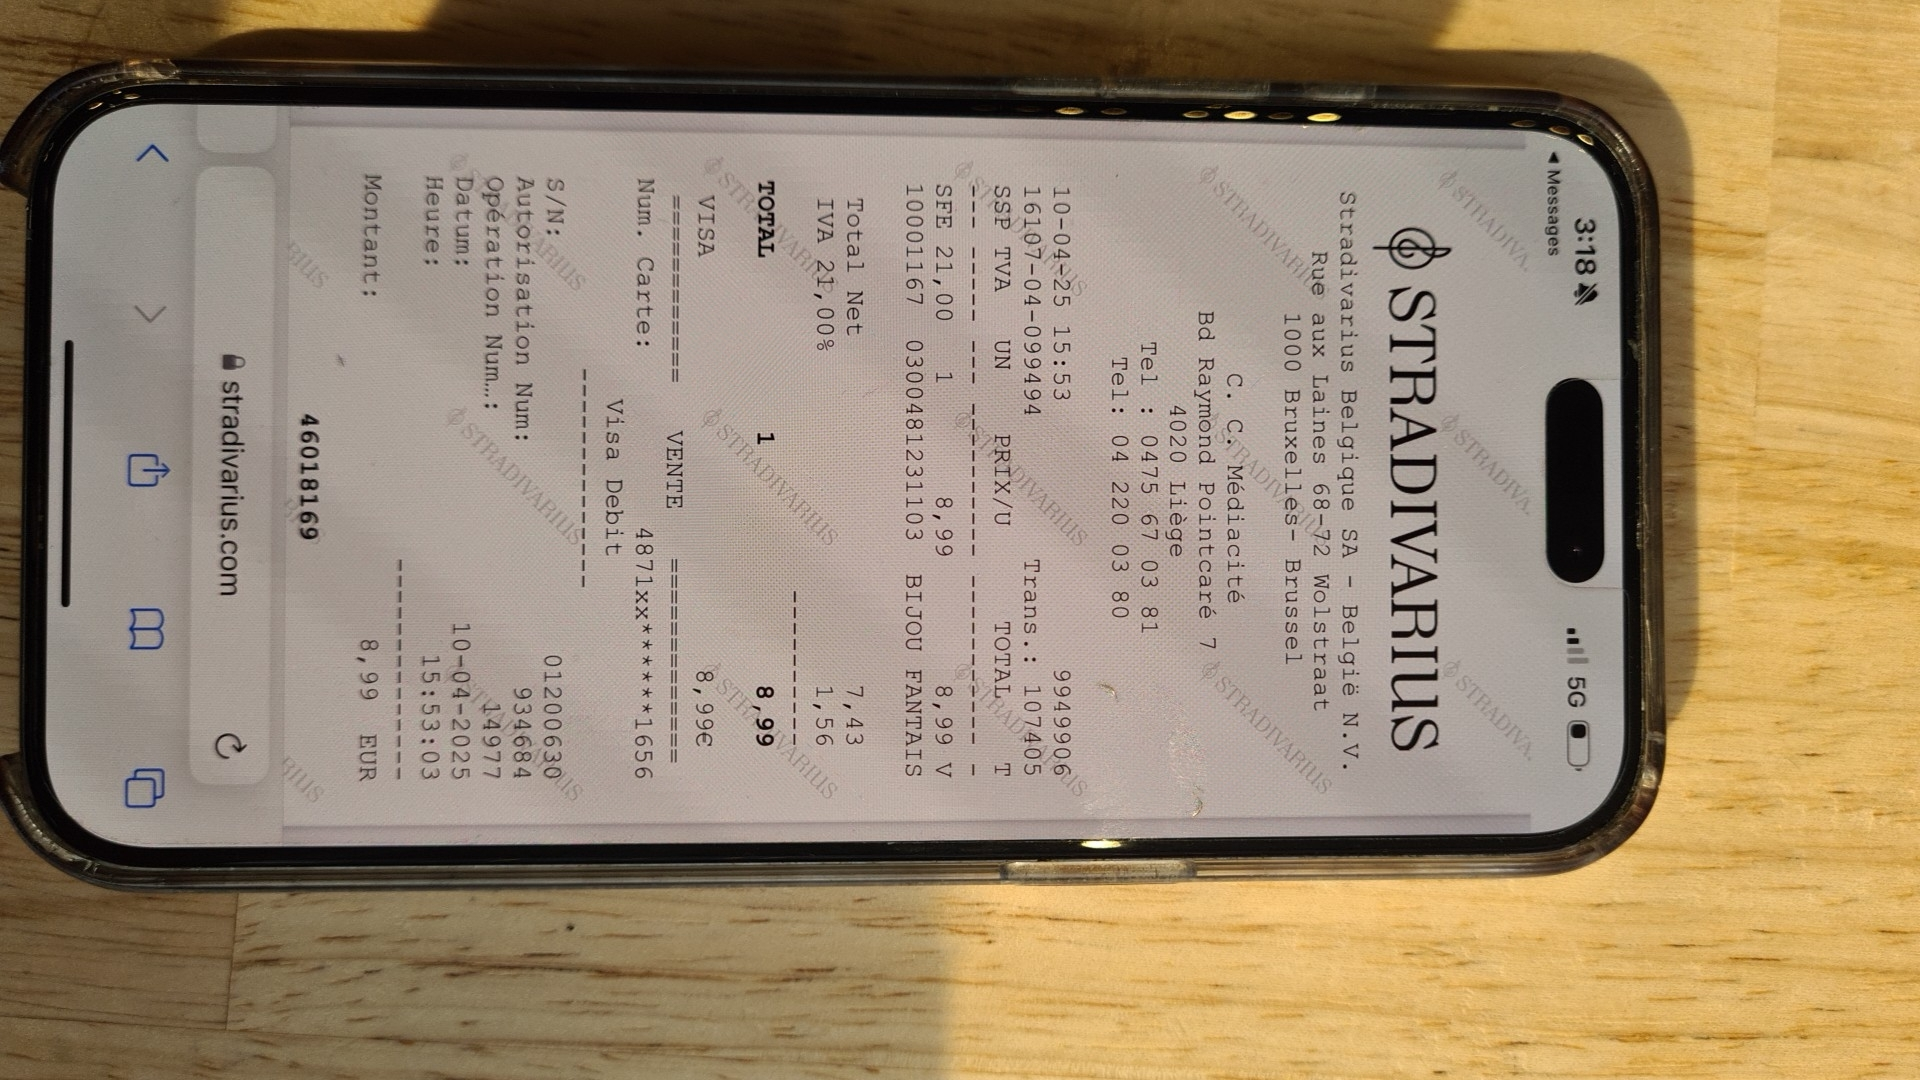 3:18
5G
◀ Messages
STRADIVARIUS
Stradivarius Belgique SA - België N.V.
Rue aux Laines 68-72 Wolstraat
1000 Bruxelles- Brussel
C. C. Médiacité
Bd Raymond Pointcaré 7
4020 Liège
Tel : 0475 67 03 81
Tel: 04 220 03 80
10-04-25 15:53 9949906
16107-04-099494 Trans.: 107405
SSP TVA UN PRIX/U TOTAL T
--- ----- --- ---------- ---------- -
SFE 21,00 1 8,99 8,99 V
10001167 0300481231103 BIJOU FANTAIS
Total Net 7,43
IVA 21,00% 1,56
-----------
TOTAL 1 8,99
VISA 8,99€
============= VENTE ==============
Num. Carte: 4871xx******1656
Visa Debit
---------------
S/N: 01200630
Autorisation Num: 934684
Opération Num…: 14977
Datum: 10-04-2025
Heure: 15:53:03
---------------
Montant: 8,99 EUR
46018169
stradivarius.com